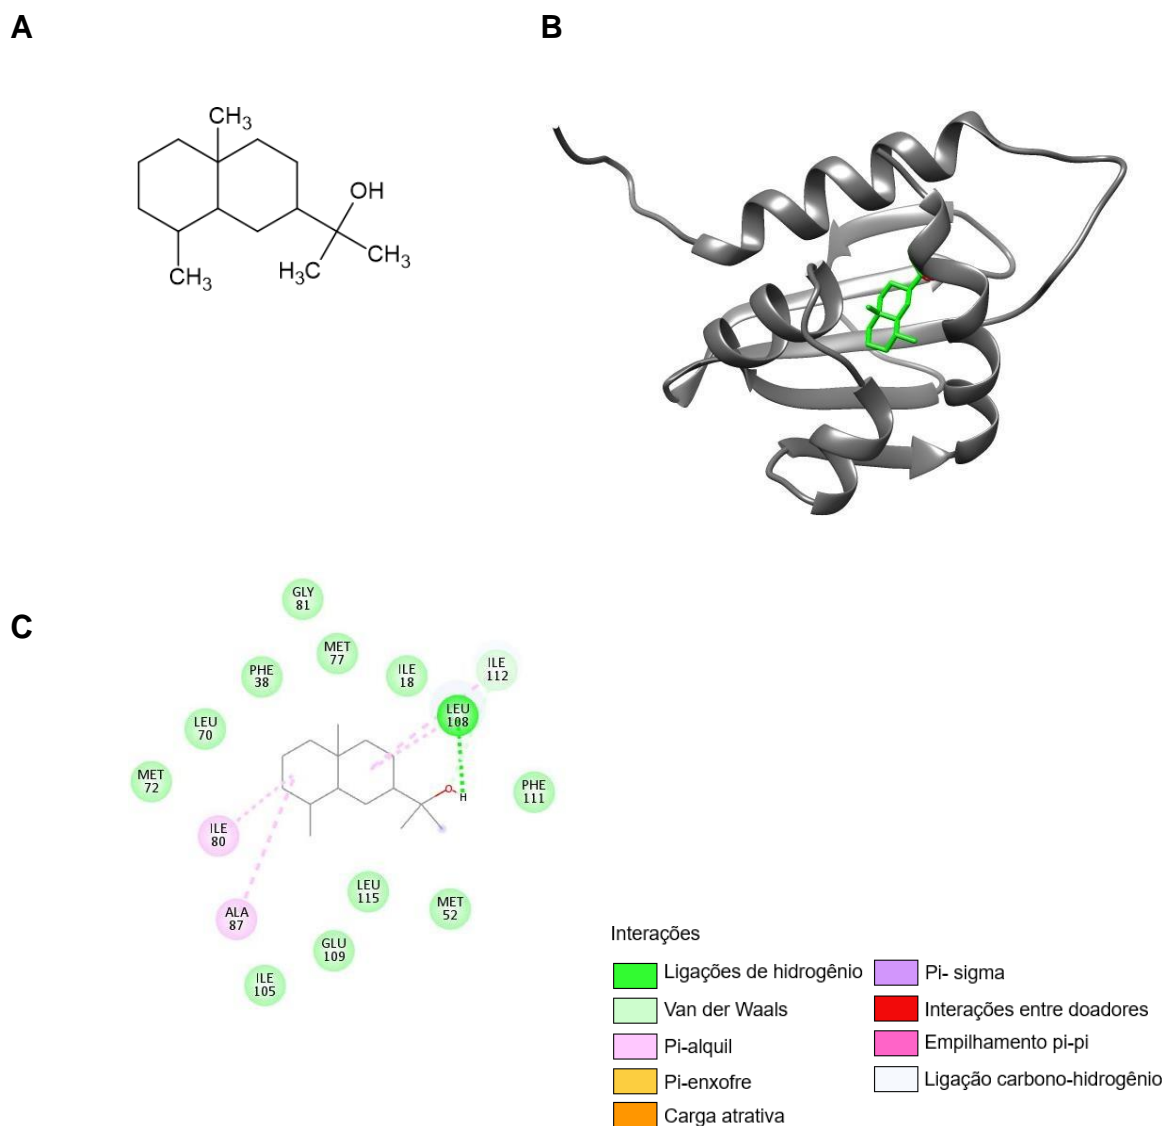 A
B
CH₃
OH
CH₃
H₃C
CH₃
C
GLY
81
MET
77
PHE
38
ILE
18
ILE
112
LEU
70
LEU
108
MET
72
PHE
111
O
H
ILE
80
LEU
115
MET
52
ALA
87
GLU
109
ILE
105
Interações
Ligações de hidrogênio
Van der Waals
Pi-alquil
Pi-enxofre
Carga atrativa
Pi- sigma
Interações entre doadores
Empilhamento pi-pi
Ligação carbono-hidrogênio